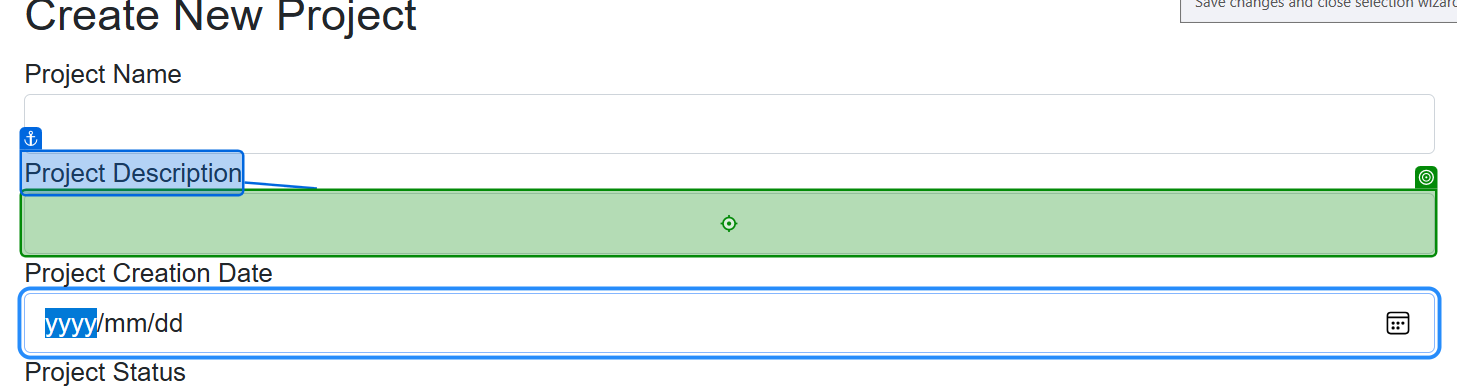 Save changes and close selection wizard
Create New Project
Project Name
Project Description
Project Creation Date
yyyy/mm/dd
Project Status